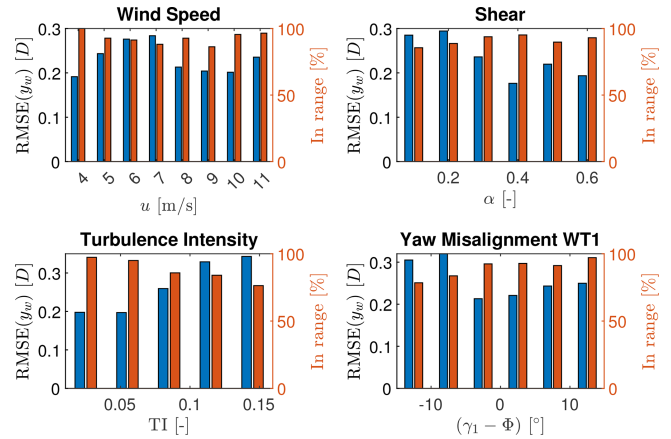 Wind Speed
RMSE(y_w) [D]
0.3
0.2
0.1
0
100
50
0
In range [%]
4 5 6 7 8 9 10 11
u [m/s]
Shear
RMSE(y_w) [D]
0.3
0.2
0.1
0
100
50
0
In range [%]
0.2 0.4 0.6
α [-]
Turbulence Intensity
RMSE(y_w) [D]
0.3
0.2
0.1
0
100
50
0
In range [%]
0.05 0.1 0.15
TI [-]
Yaw Misalignment WT1
RMSE(y_w) [D]
0.3
0.2
0.1
0
100
50
0
In range [%]
-10 0 10
(γ₁ − Φ) [°]